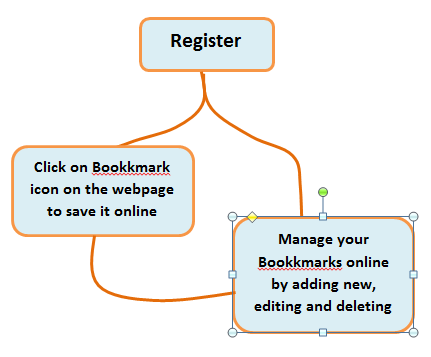 Register
Click on Bookkmark
icon on the webpage
to save it online
Manage your
Bookkmarks online
by adding new,
editing and deleting